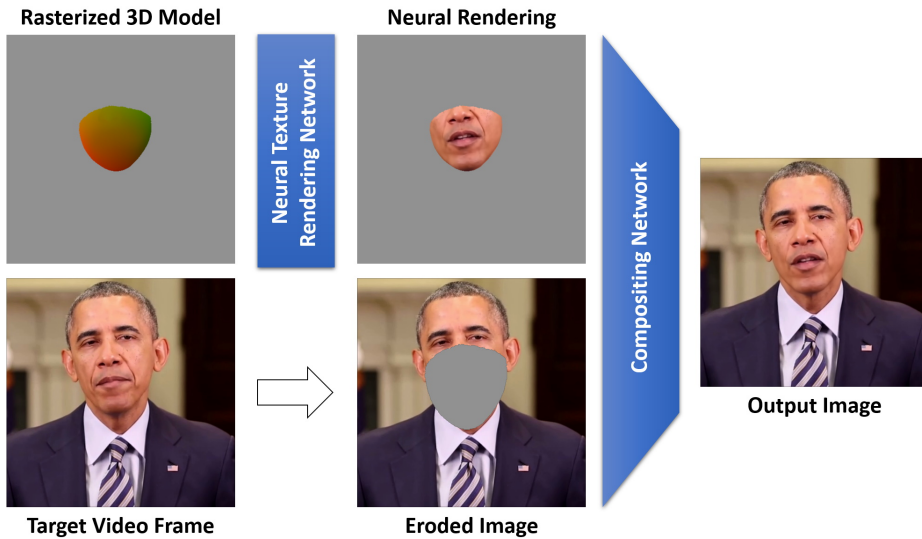 Rasterized 3D Model
Neural Rendering
Neural Texture
Rendering Network
Compositing Network
Output Image
Target Video Frame
Eroded Image